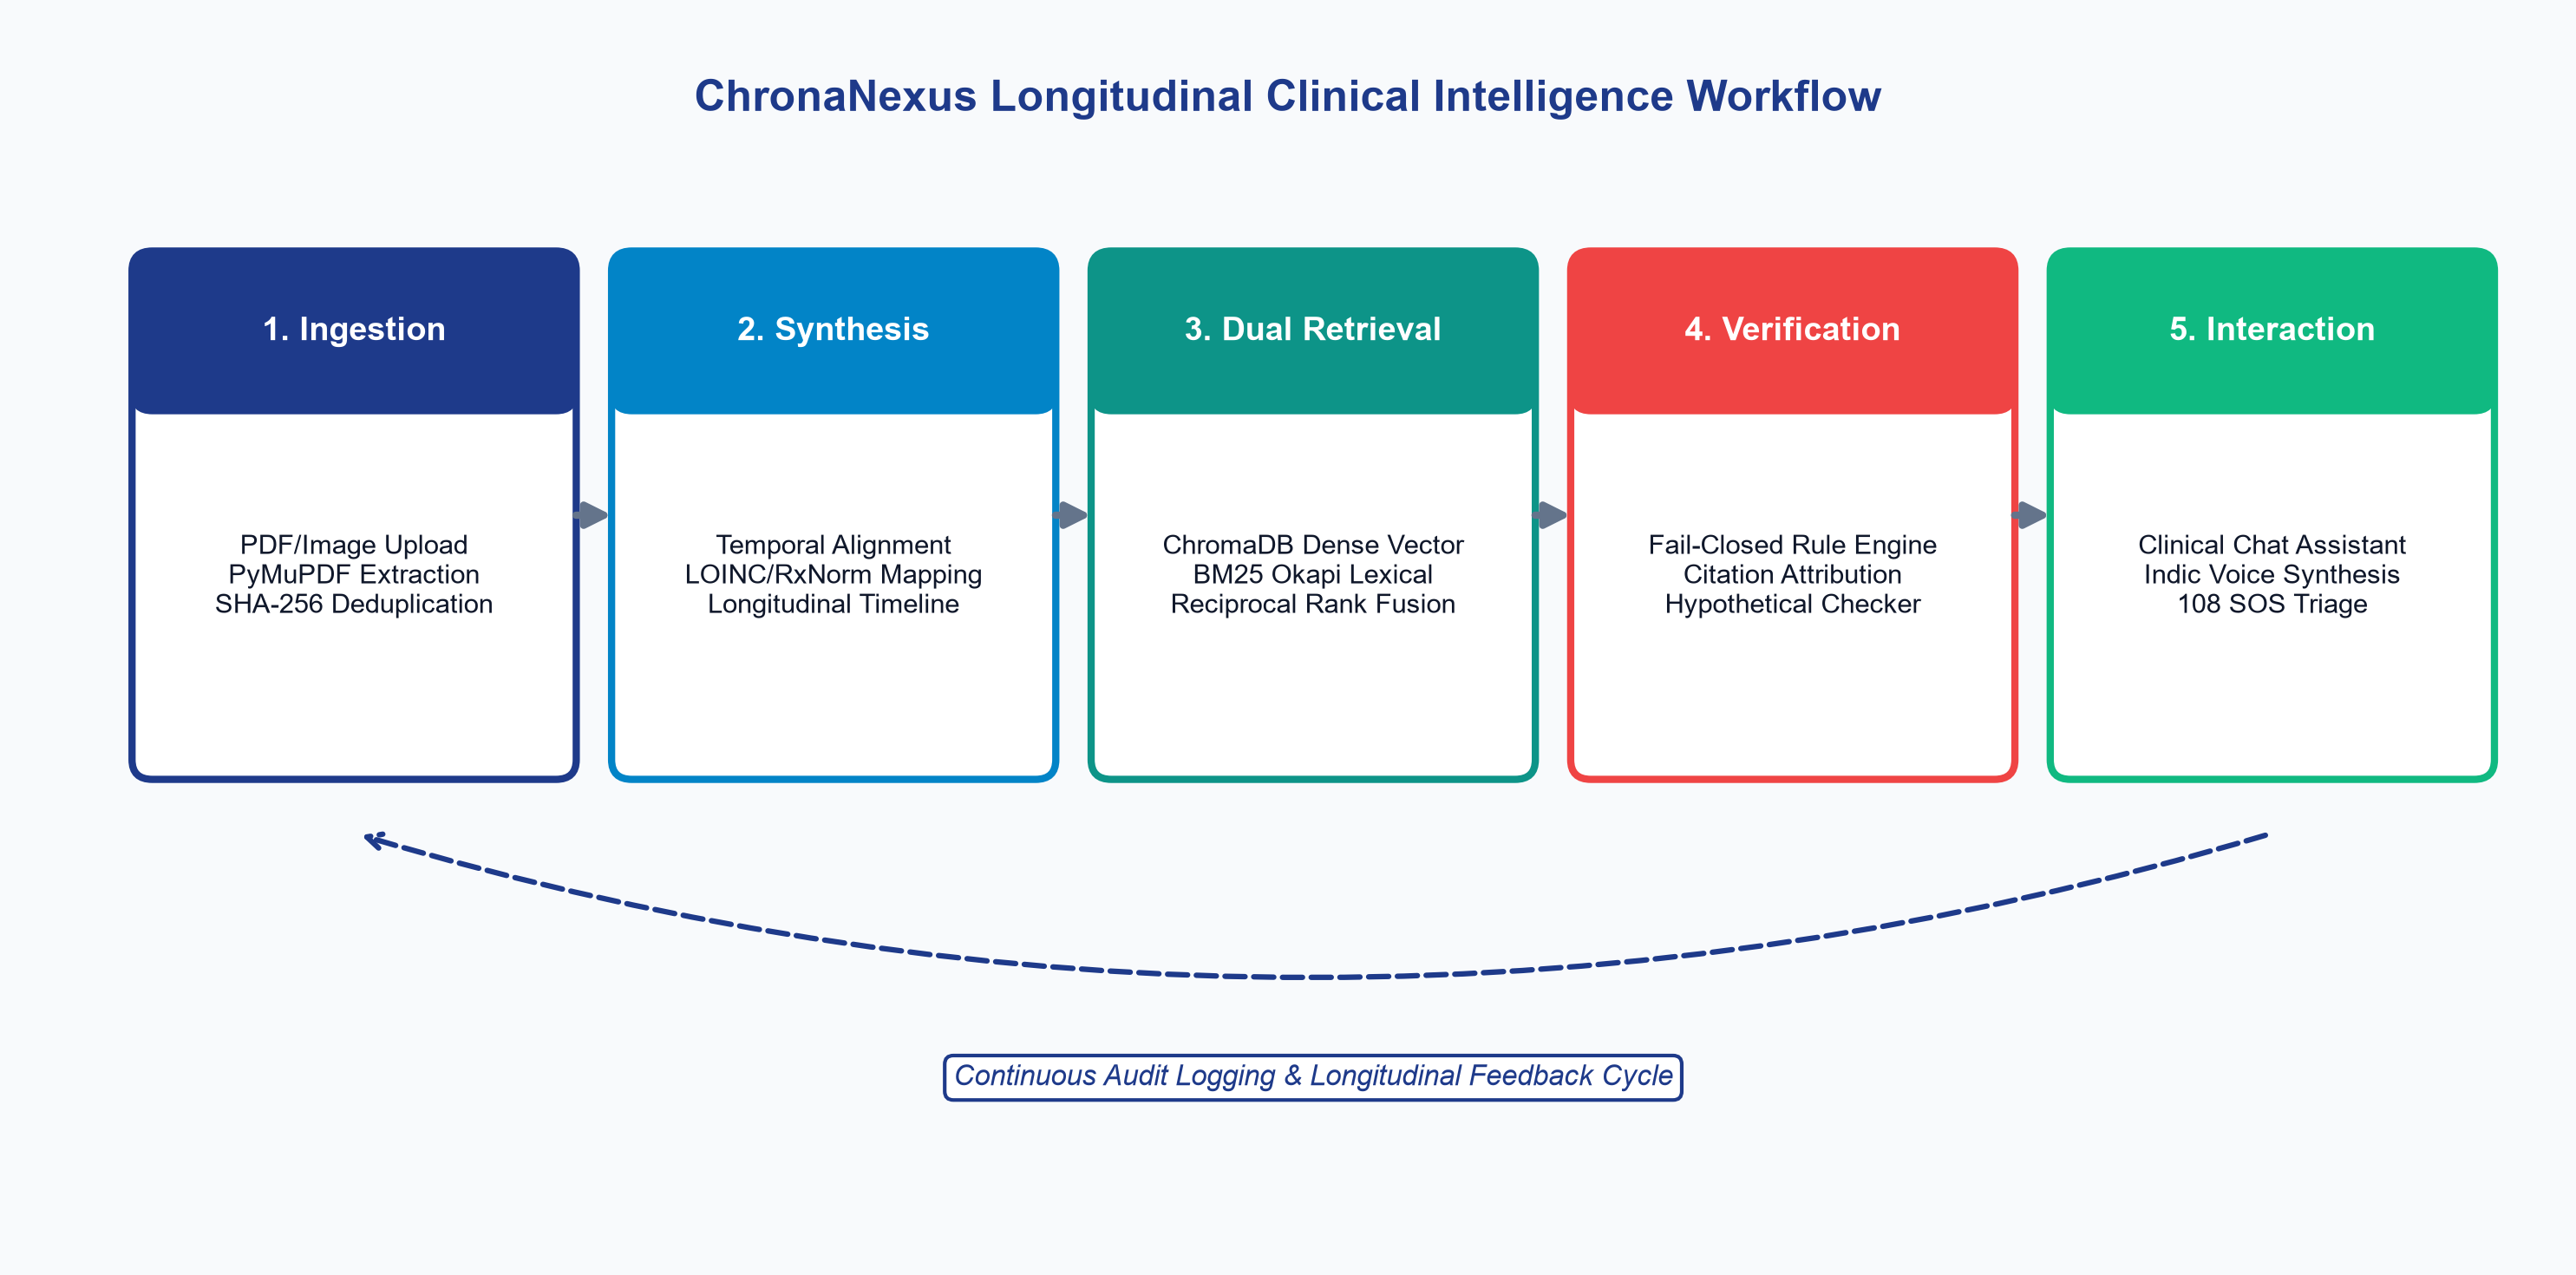 ChronaNexus Longitudinal Clinical Intelligence Workflow
1. Ingestion
PDF/Image Upload
PyMuPDF Extraction
SHA-256 Deduplication
2. Synthesis
Temporal Alignment
LOINC/RxNorm Mapping
Longitudinal Timeline
3. Dual Retrieval
ChromaDB Dense Vector
BM25 Okapi Lexical
Reciprocal Rank Fusion
4. Verification
Fail-Closed Rule Engine
Citation Attribution
Hypothetical Checker
5. Interaction
Clinical Chat Assistant
Indic Voice Synthesis
108 SOS Triage
Continuous Audit Logging & Longitudinal Feedback Cycle